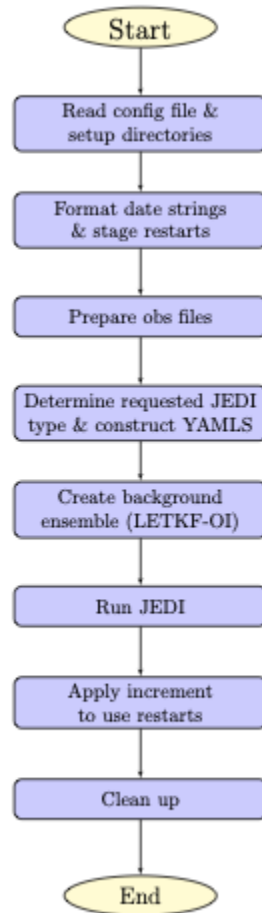 Start
Read config file &
setup directories
Format date strings
& stage restarts
Prepare obs files
Determine requested JEDI
type & construct YAMLS
Create background
ensemble (LETKF-OI)
Run JEDI
Apply increment
to use restarts
Clean up
End